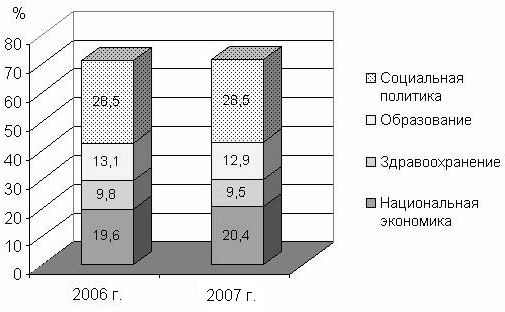 %
80
70
60
50
40
30
20
10
0
28,5
13,1
9,8
19,6
28,5
12,9
9,5
20,4
2006 г.
2007 г.
Социальная
политика
Образование
Здравоохранение
Национальная
экономика